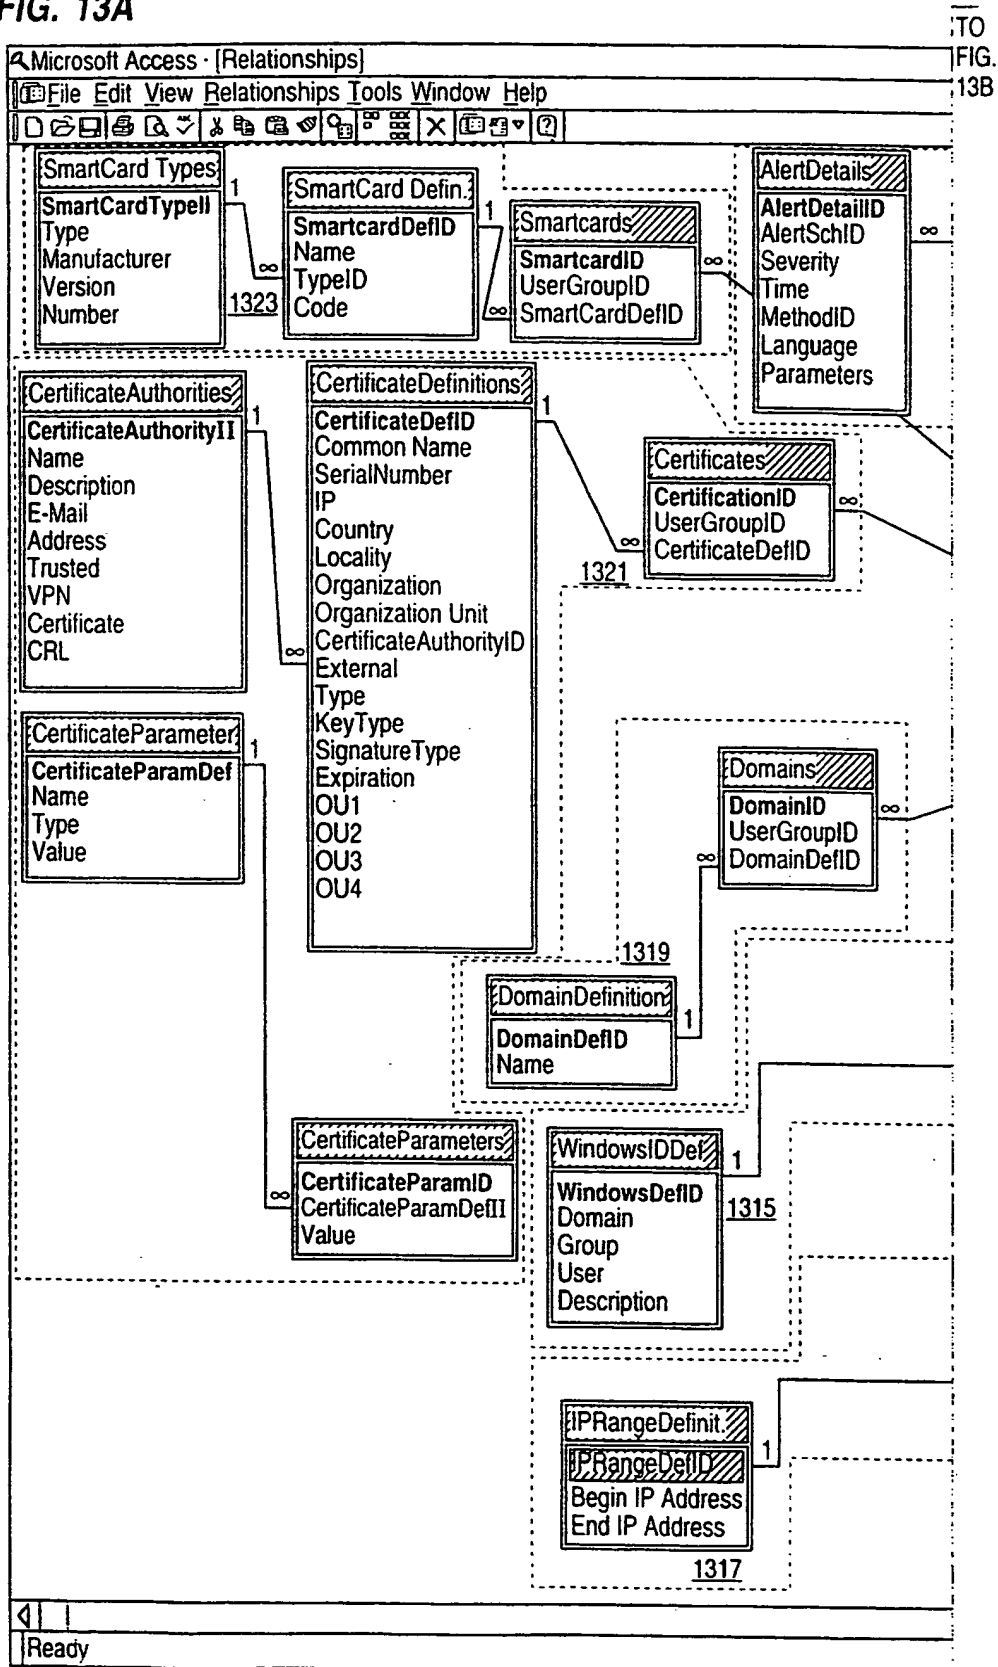 FIG. 13A
TO
FIG.
13B
Microsoft Access · [Relationships]
File Edit View Relationships Tools Window Help
SmartCard Types
SmartCardTypeII
Type
Manufacturer
Version
Number
1
∞
1323
SmartCard Defin.
SmartcardDefID
Name
TypeID
Code
1
∞
Smartcards
SmartcardID
UserGroupID
SmartCardDefID
∞
AlertDetails
AlertDetailID
AlertSchID
Severity
Time
MethodID
Language
Parameters
∞
CertificateAuthorities
CertificateAuthorityII
Name
Description
E-Mail
Address
Trusted
VPN
Certificate
CRL
1
∞
CertificateDefinitions
CertificateDefID
Common Name
SerialNumber
IP
Country
Locality
Organization
Organization Unit
CertificateAuthorityID
External
Type
KeyType
SignatureType
Expiration
OU1
OU2
OU3
OU4
1
∞
Certificates
CertificationID
UserGroupID
CertificateDefID
∞
1321
CertificateParameter
CertificateParamDef
Name
Type
Value
1
∞
Domains
DomainID
UserGroupID
DomainDefID
∞
∞
1319
DomainDefinition
DomainDefID
Name
1
CertificateParameters
CertificateParamID
CertificateParamDefII
Value
WindowsIDDef
WindowsDefID
Domain
Group
User
Description
1
1315
IPRangeDefinit.
IPRangeDefID
Begin IP Address
End IP Address
1
1317
Ready